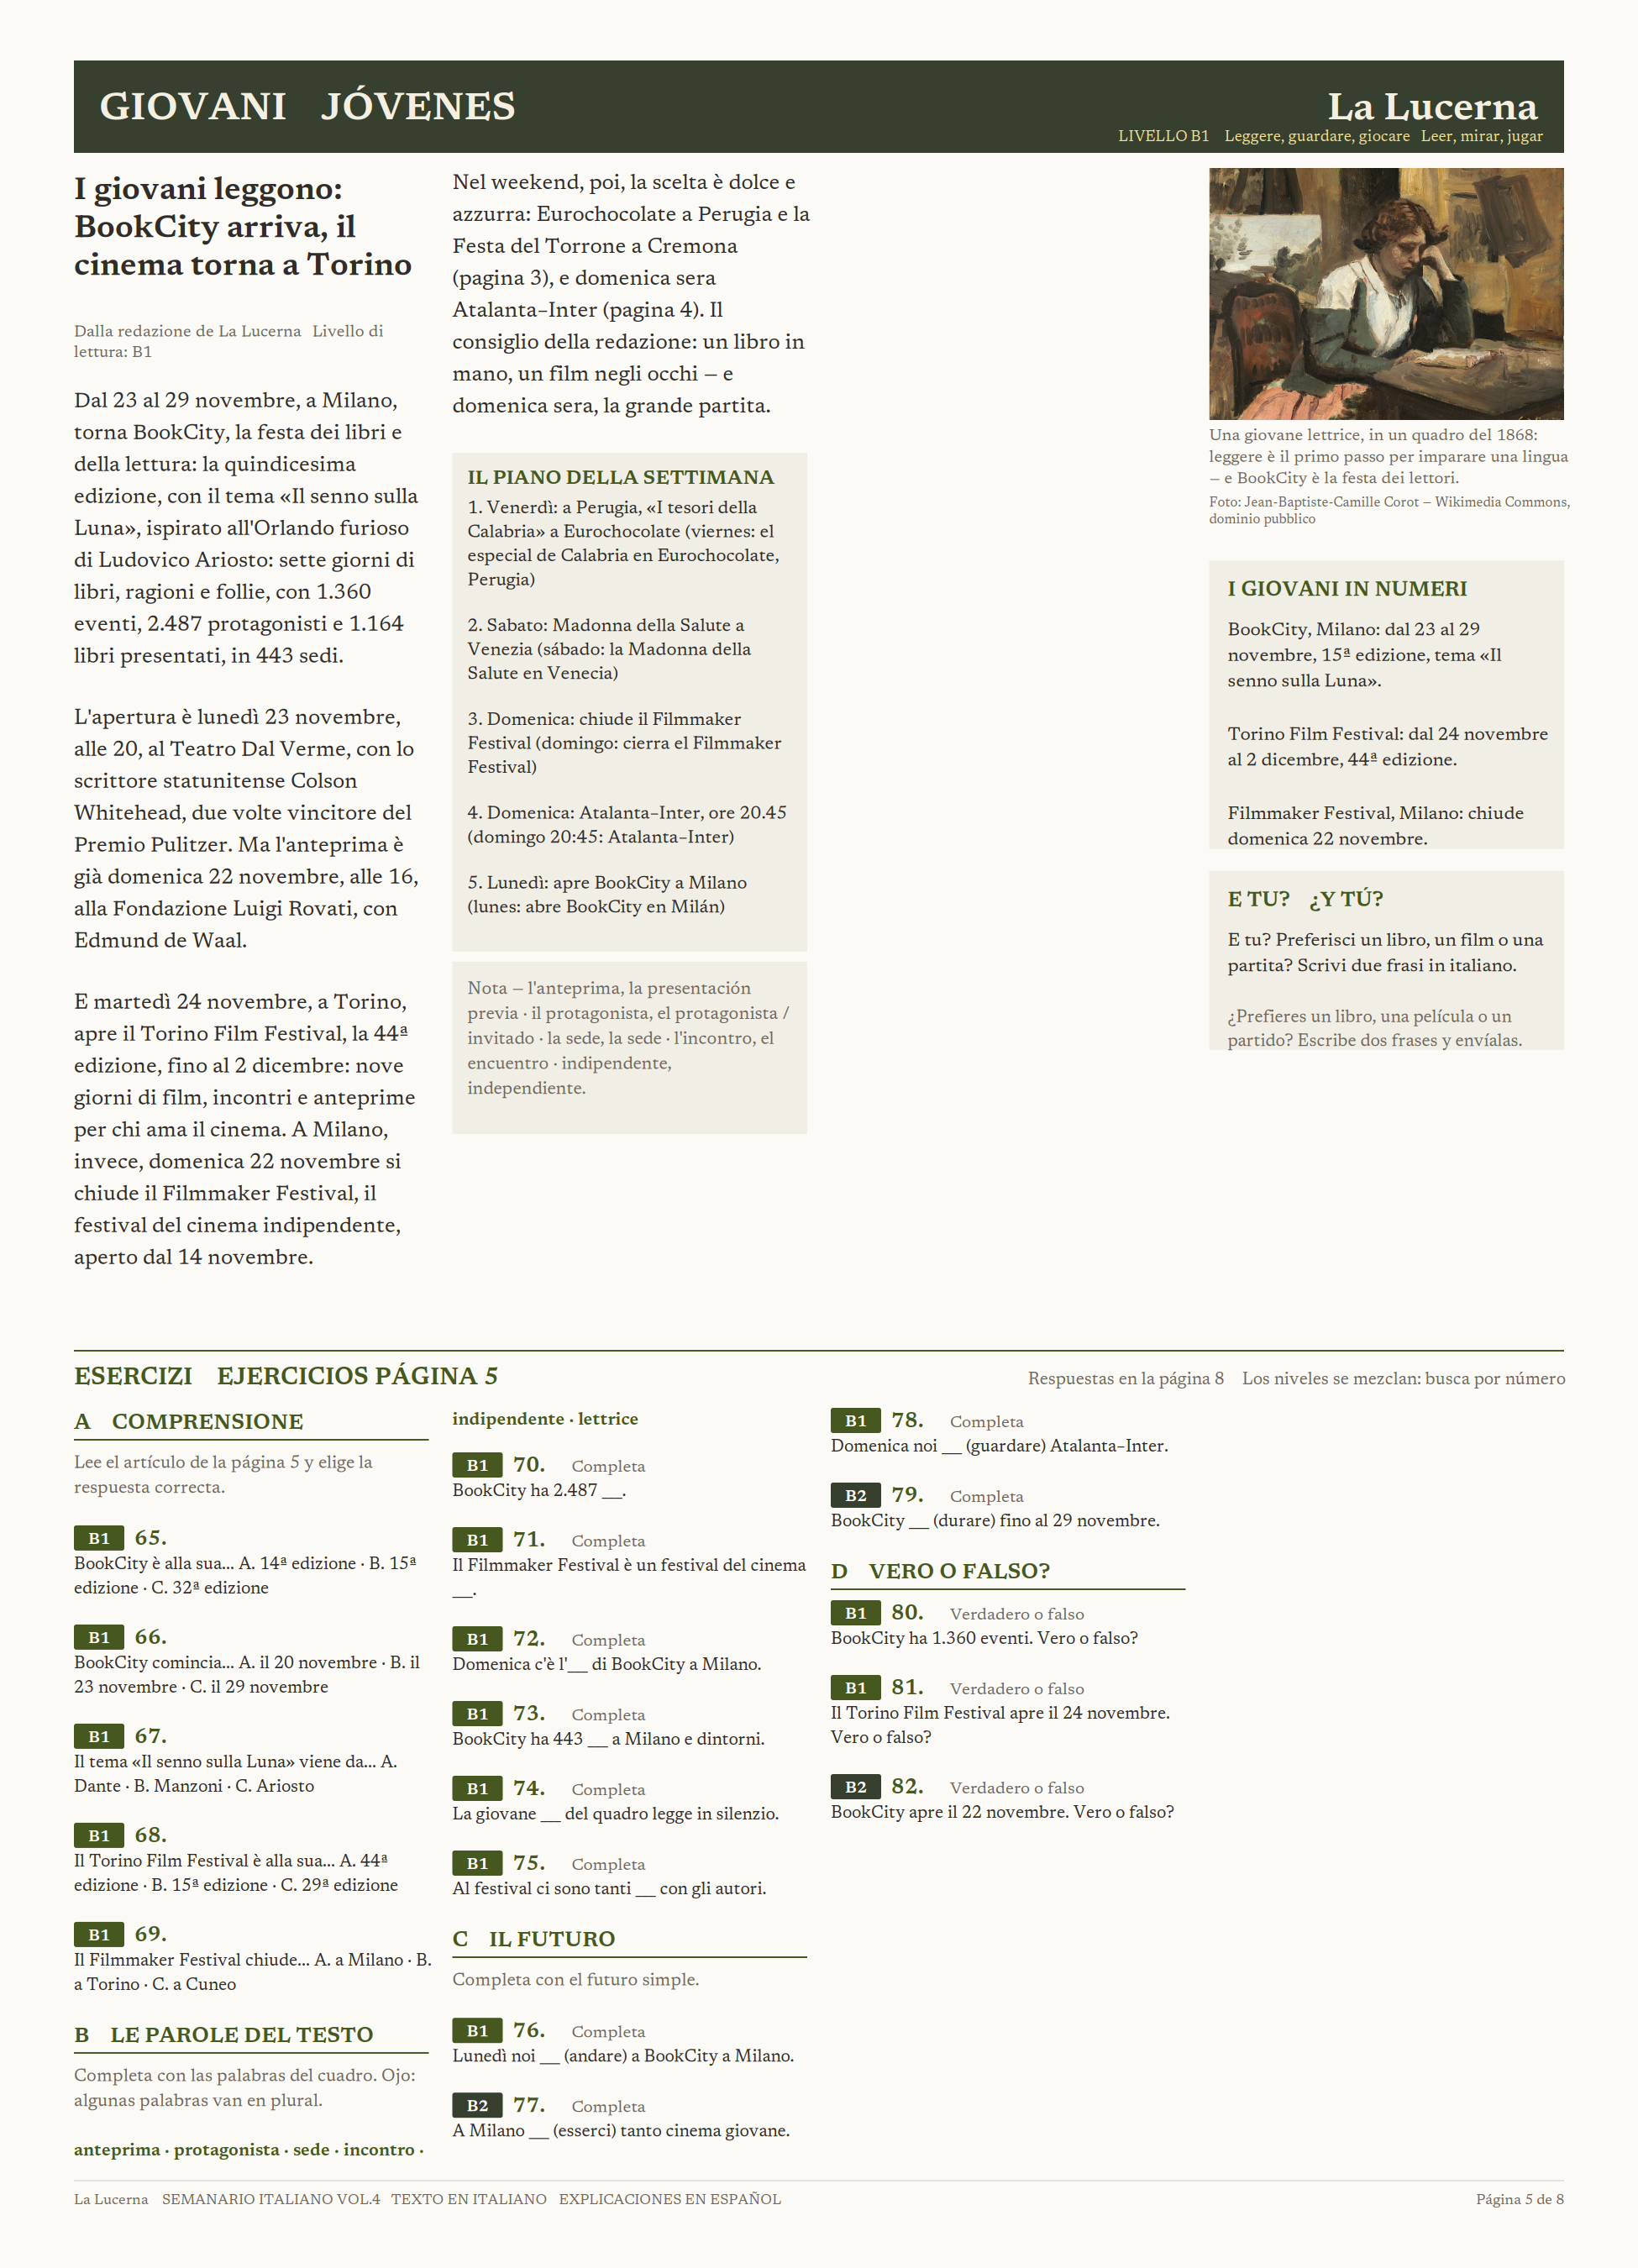 GIOVANI JÓVENES
La Lucerna
LIVELLO B1 Leggere, guardare, giocare Leer, mirar, jugar
I giovani leggono:
BookCity arriva, il
cinema torna a Torino
Dalla redazione de La Lucerna Livello di
lettura: B1
Dal 23 al 29 novembre, a Milano,
torna BookCity, la festa dei libri e
della lettura: la quindicesima
edizione, con il tema «Il senno sulla
Luna», ispirato all'Orlando furioso
di Ludovico Ariosto: sette giorni di
libri, ragioni e follie, con 1.360
eventi, 2.487 protagonisti e 1.164
libri presentati, in 443 sedi.
L'apertura è lunedì 23 novembre,
alle 20, al Teatro Dal Verme, con lo
scrittore statunitense Colson
Whitehead, due volte vincitore del
Premio Pulitzer. Ma l'anteprima è
già domenica 22 novembre, alle 16,
alla Fondazione Luigi Rovati, con
Edmund de Waal.
E martedì 24 novembre, a Torino,
apre il Torino Film Festival, la 44ª
edizione, fino al 2 dicembre: nove
giorni di film, incontri e anteprime
per chi ama il cinema. A Milano,
invece, domenica 22 novembre si
chiude il Filmmaker Festival, il
festival del cinema indipendente,
aperto dal 14 novembre.
Nel weekend, poi, la scelta è dolce e
azzurra: Eurochocolate a Perugia e la
Festa del Torrone a Cremona
(pagina 3), e domenica sera
Atalanta–Inter (pagina 4). Il
consiglio della redazione: un libro in
mano, un film negli occhi — e
domenica sera, la grande partita.
IL PIANO DELLA SETTIMANA
1. Venerdì: a Perugia, «I tesori della
Calabria» a Eurochocolate (viernes: el
especial de Calabria en Eurochocolate,
Perugia)
2. Sabato: Madonna della Salute a
Venezia (sábado: la Madonna della
Salute en Venecia)
3. Domenica: chiude il Filmmaker
Festival (domingo: cierra el Filmmaker
Festival)
4. Domenica: Atalanta–Inter, ore 20.45
(domingo 20:45: Atalanta–Inter)
5. Lunedì: apre BookCity a Milano
(lunes: abre BookCity en Milán)
Nota — l'anteprima, la presentación
previa · il protagonista, el protagonista /
invitado · la sede, la sede · l'incontro, el
encuentro · indipendente,
independiente.
Una giovane lettrice, in un quadro del 1868:
leggere è il primo passo per imparare una lingua
— e BookCity è la festa dei lettori.
Foto: Jean-Baptiste-Camille Corot — Wikimedia Commons,
dominio pubblico
I GIOVANI IN NUMERI
BookCity, Milano: dal 23 al 29
novembre, 15ª edizione, tema «Il
senno sulla Luna».
Torino Film Festival: dal 24 novembre
al 2 dicembre, 44ª edizione.
Filmmaker Festival, Milano: chiude
domenica 22 novembre.
E TU? ¿Y TÚ?
E tu? Preferisci un libro, un film o una
partita? Scrivi due frasi in italiano.
¿Prefieres un libro, una película o un
partido? Escribe dos frases y envíalas.
ESERCIZI EJERCICIOS PÁGINA 5
Respuestas en la página 8 Los niveles se mezclan: busca por número
A COMPRENSIONE
Lee el artículo de la página 5 y elige la
respuesta correcta.
B1 65.
BookCity è alla sua... A. 14ª edizione · B. 15ª
edizione · C. 32ª edizione
B1 66.
BookCity comincia... A. il 20 novembre · B. il
23 novembre · C. il 29 novembre
B1 67.
Il tema «Il senno sulla Luna» viene da... A.
Dante · B. Manzoni · C. Ariosto
B1 68.
Il Torino Film Festival è alla sua... A. 44ª
edizione · B. 15ª edizione · C. 29ª edizione
B1 69.
Il Filmmaker Festival chiude... A. a Milano · B.
a Torino · C. a Cuneo
B LE PAROLE DEL TESTO
Completa con las palabras del cuadro. Ojo:
algunas palabras van en plural.
anteprima · protagonista · sede · incontro ·
indipendente · lettrice
B1 70. Completa
BookCity ha 2.487 __.
B1 71. Completa
Il Filmmaker Festival è un festival del cinema
__.
B1 72. Completa
Domenica c'è l'__ di BookCity a Milano.
B1 73. Completa
BookCity ha 443 __ a Milano e dintorni.
B1 74. Completa
La giovane __ del quadro legge in silenzio.
B1 75. Completa
Al festival ci sono tanti __ con gli autori.
C IL FUTURO
Completa con el futuro simple.
B1 76. Completa
Lunedì noi __ (andare) a BookCity a Milano.
B2 77. Completa
A Milano __ (esserci) tanto cinema giovane.
B1 78. Completa
Domenica noi __ (guardare) Atalanta–Inter.
B2 79. Completa
BookCity __ (durare) fino al 29 novembre.
D VERO O FALSO?
B1 80. Verdadero o falso
BookCity ha 1.360 eventi. Vero o falso?
B1 81. Verdadero o falso
Il Torino Film Festival apre il 24 novembre.
Vero o falso?
B2 82. Verdadero o falso
BookCity apre il 22 novembre. Vero o falso?
La Lucerna SEMANARIO ITALIANO VOL.4 TEXTO EN ITALIANO EXPLICACIONES EN ESPAÑOL
Página 5 de 8